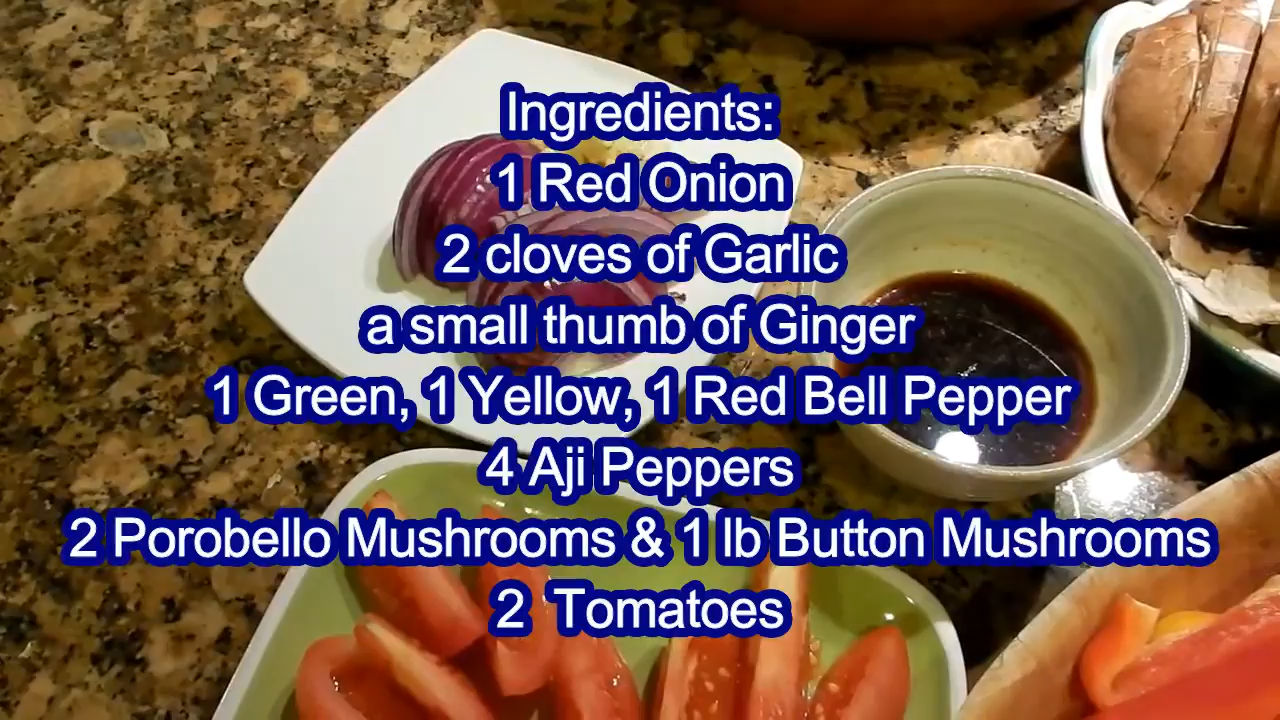 Ingredients:
1 Red Onion
2 cloves of Garlic
a small thumb of Ginger
1 Green, 1 Yellow, 1 Red Bell Pepper
4 Aji Peppers
2 Porobello Mushrooms & 1 lb Button Mushrooms
2 Tomatoes